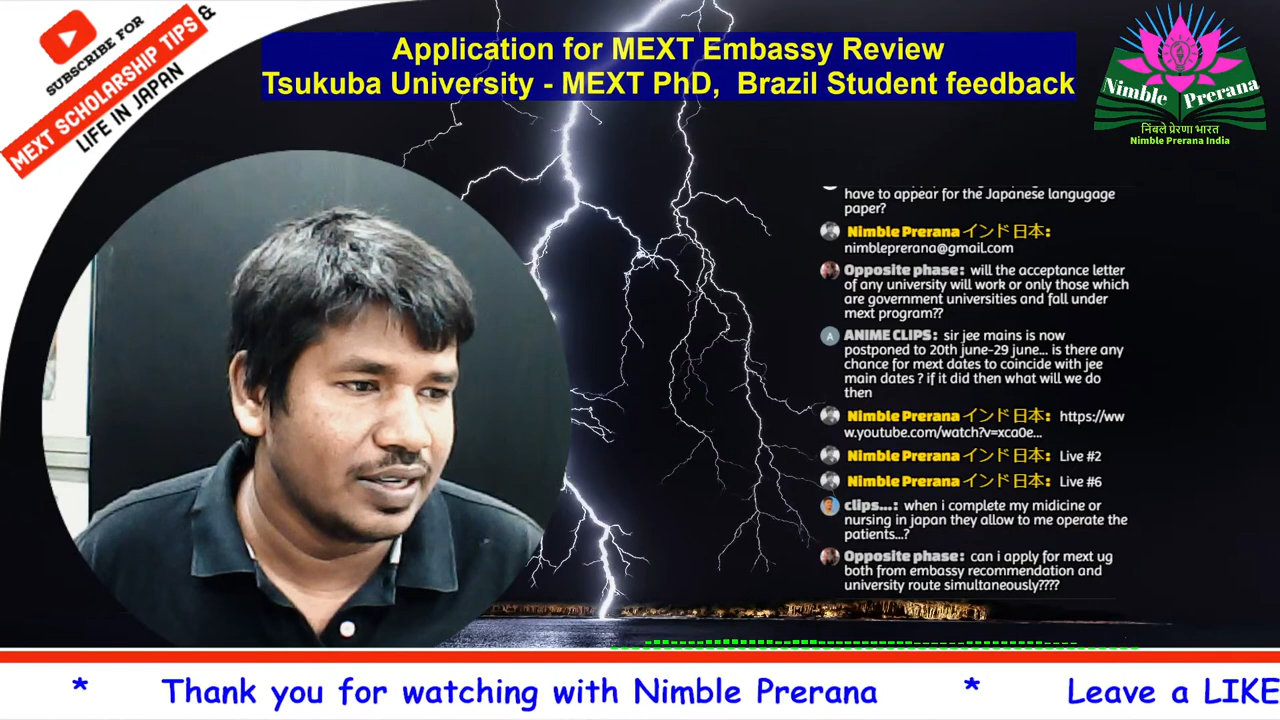 SUBSCRIBE FOR
MEXT SCHOLARSHIP TIPS &
LIFE IN JAPAN
Application for MEXT Embassy Review
Tsukuba University - MEXT PhD, Brazil Student feedback
Nimble Prerana
निंबले प्रेरणा भारत
Nimble Prerana India
have to appear for the Japanese langugage
paper?
Nimble Prerana インド日本:
nimbleprerana@gmail.com
Opposite phase: will the acceptance letter
of any university will work or only those which
are government universities and fall under
mext program??
A
ANIME CLIPS: sir jee mains is now
postponed to 20th june-29 june... is there any
chance for mext dates to coincide with jee
main dates ? if it did then what will we do
then
Nimble Prerana インド日本: https://ww
w.youtube.com/watch?v=xca0e...
Nimble Prerana インド日本: Live #2
Nimble Prerana インド日本: Live #6
clips...: when i complete my midicine or
nursing in japan they allow to me operate the
patients...?
Opposite phase: can i apply for mext ug
both from embassy recommendation and
university route simultaneously????
* Thank you for watching with Nimble Prerana * Leave a LIKE